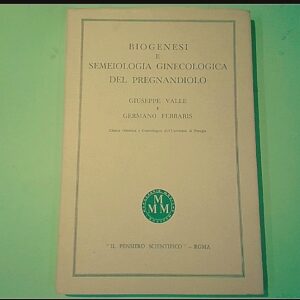 BIOGENESI
E
SEMEIOLOGIA GINECOLOGICA
DEL PREGNANDIOLO
GIUSEPPE VALLE
E
GERMANO FERRARIS
Clinica Ostetrica e Ginecologica dell'Università di Perugia
M
MMM
"IL PENSIERO SCIENTIFICO" - ROMA